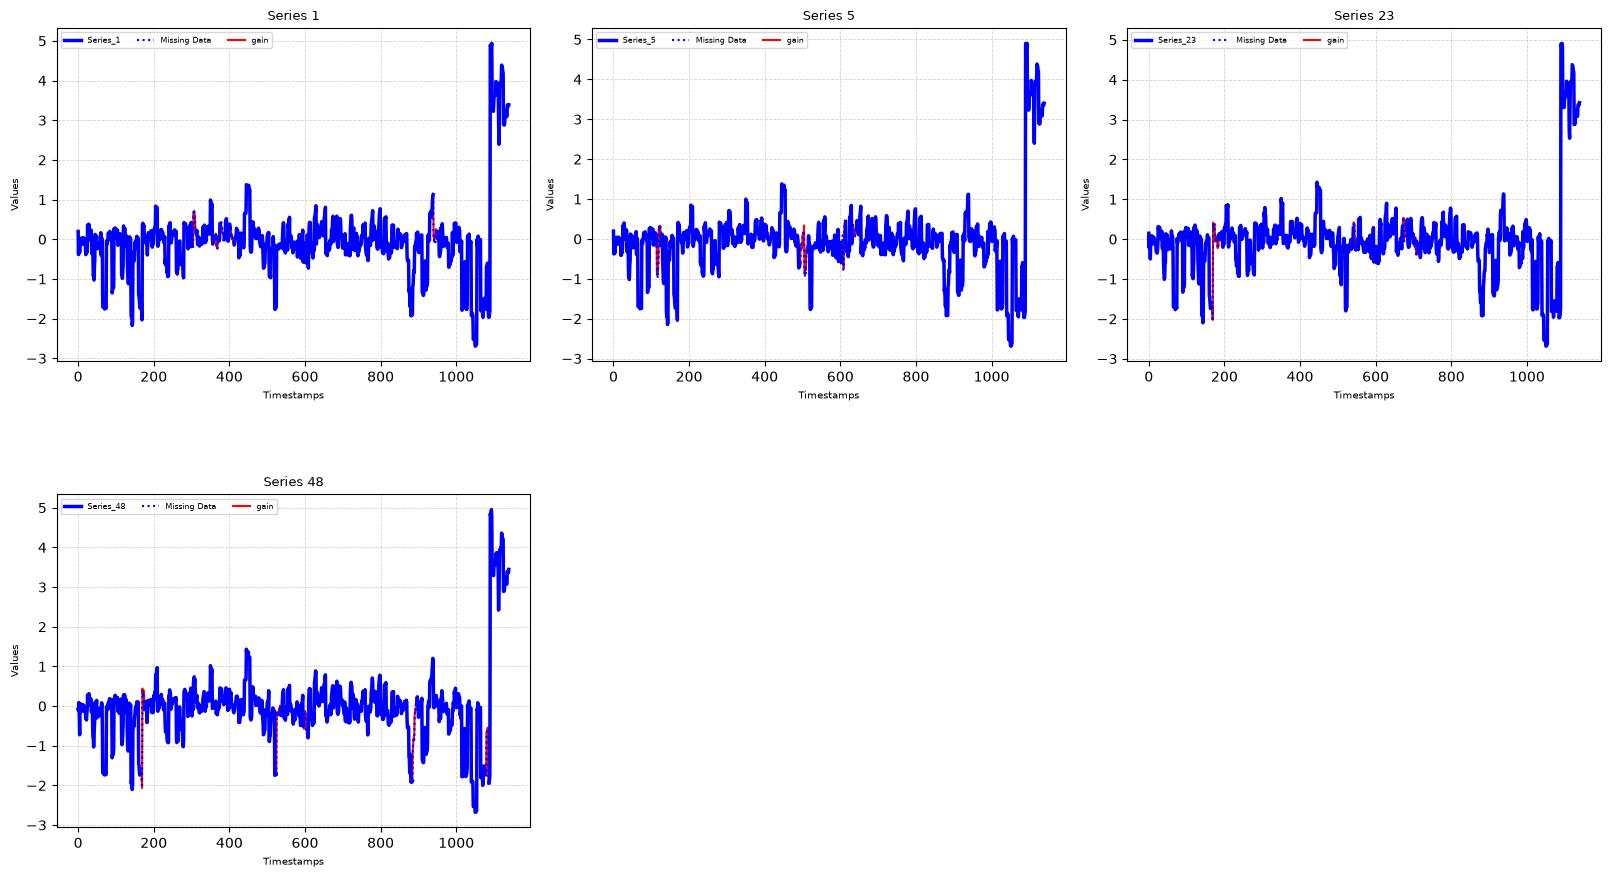 Series 1
Series_1 Missing Data gain
5
4
3
2
1
0
−1
−2
−3
Values
0 200 400 600 800 1000
Timestamps
Series 5
Series_5 Missing Data gain
5
4
3
2
1
0
−1
−2
−3
Values
0 200 400 600 800 1000
Timestamps
Series 23
Series_23 Missing Data gain
5
4
3
2
1
0
−1
−2
−3
Values
0 200 400 600 800 1000
Timestamps
Series 48
Series_48 Missing Data gain
5
4
3
2
1
0
−1
−2
−3
Values
0 200 400 600 800 1000
Timestamps